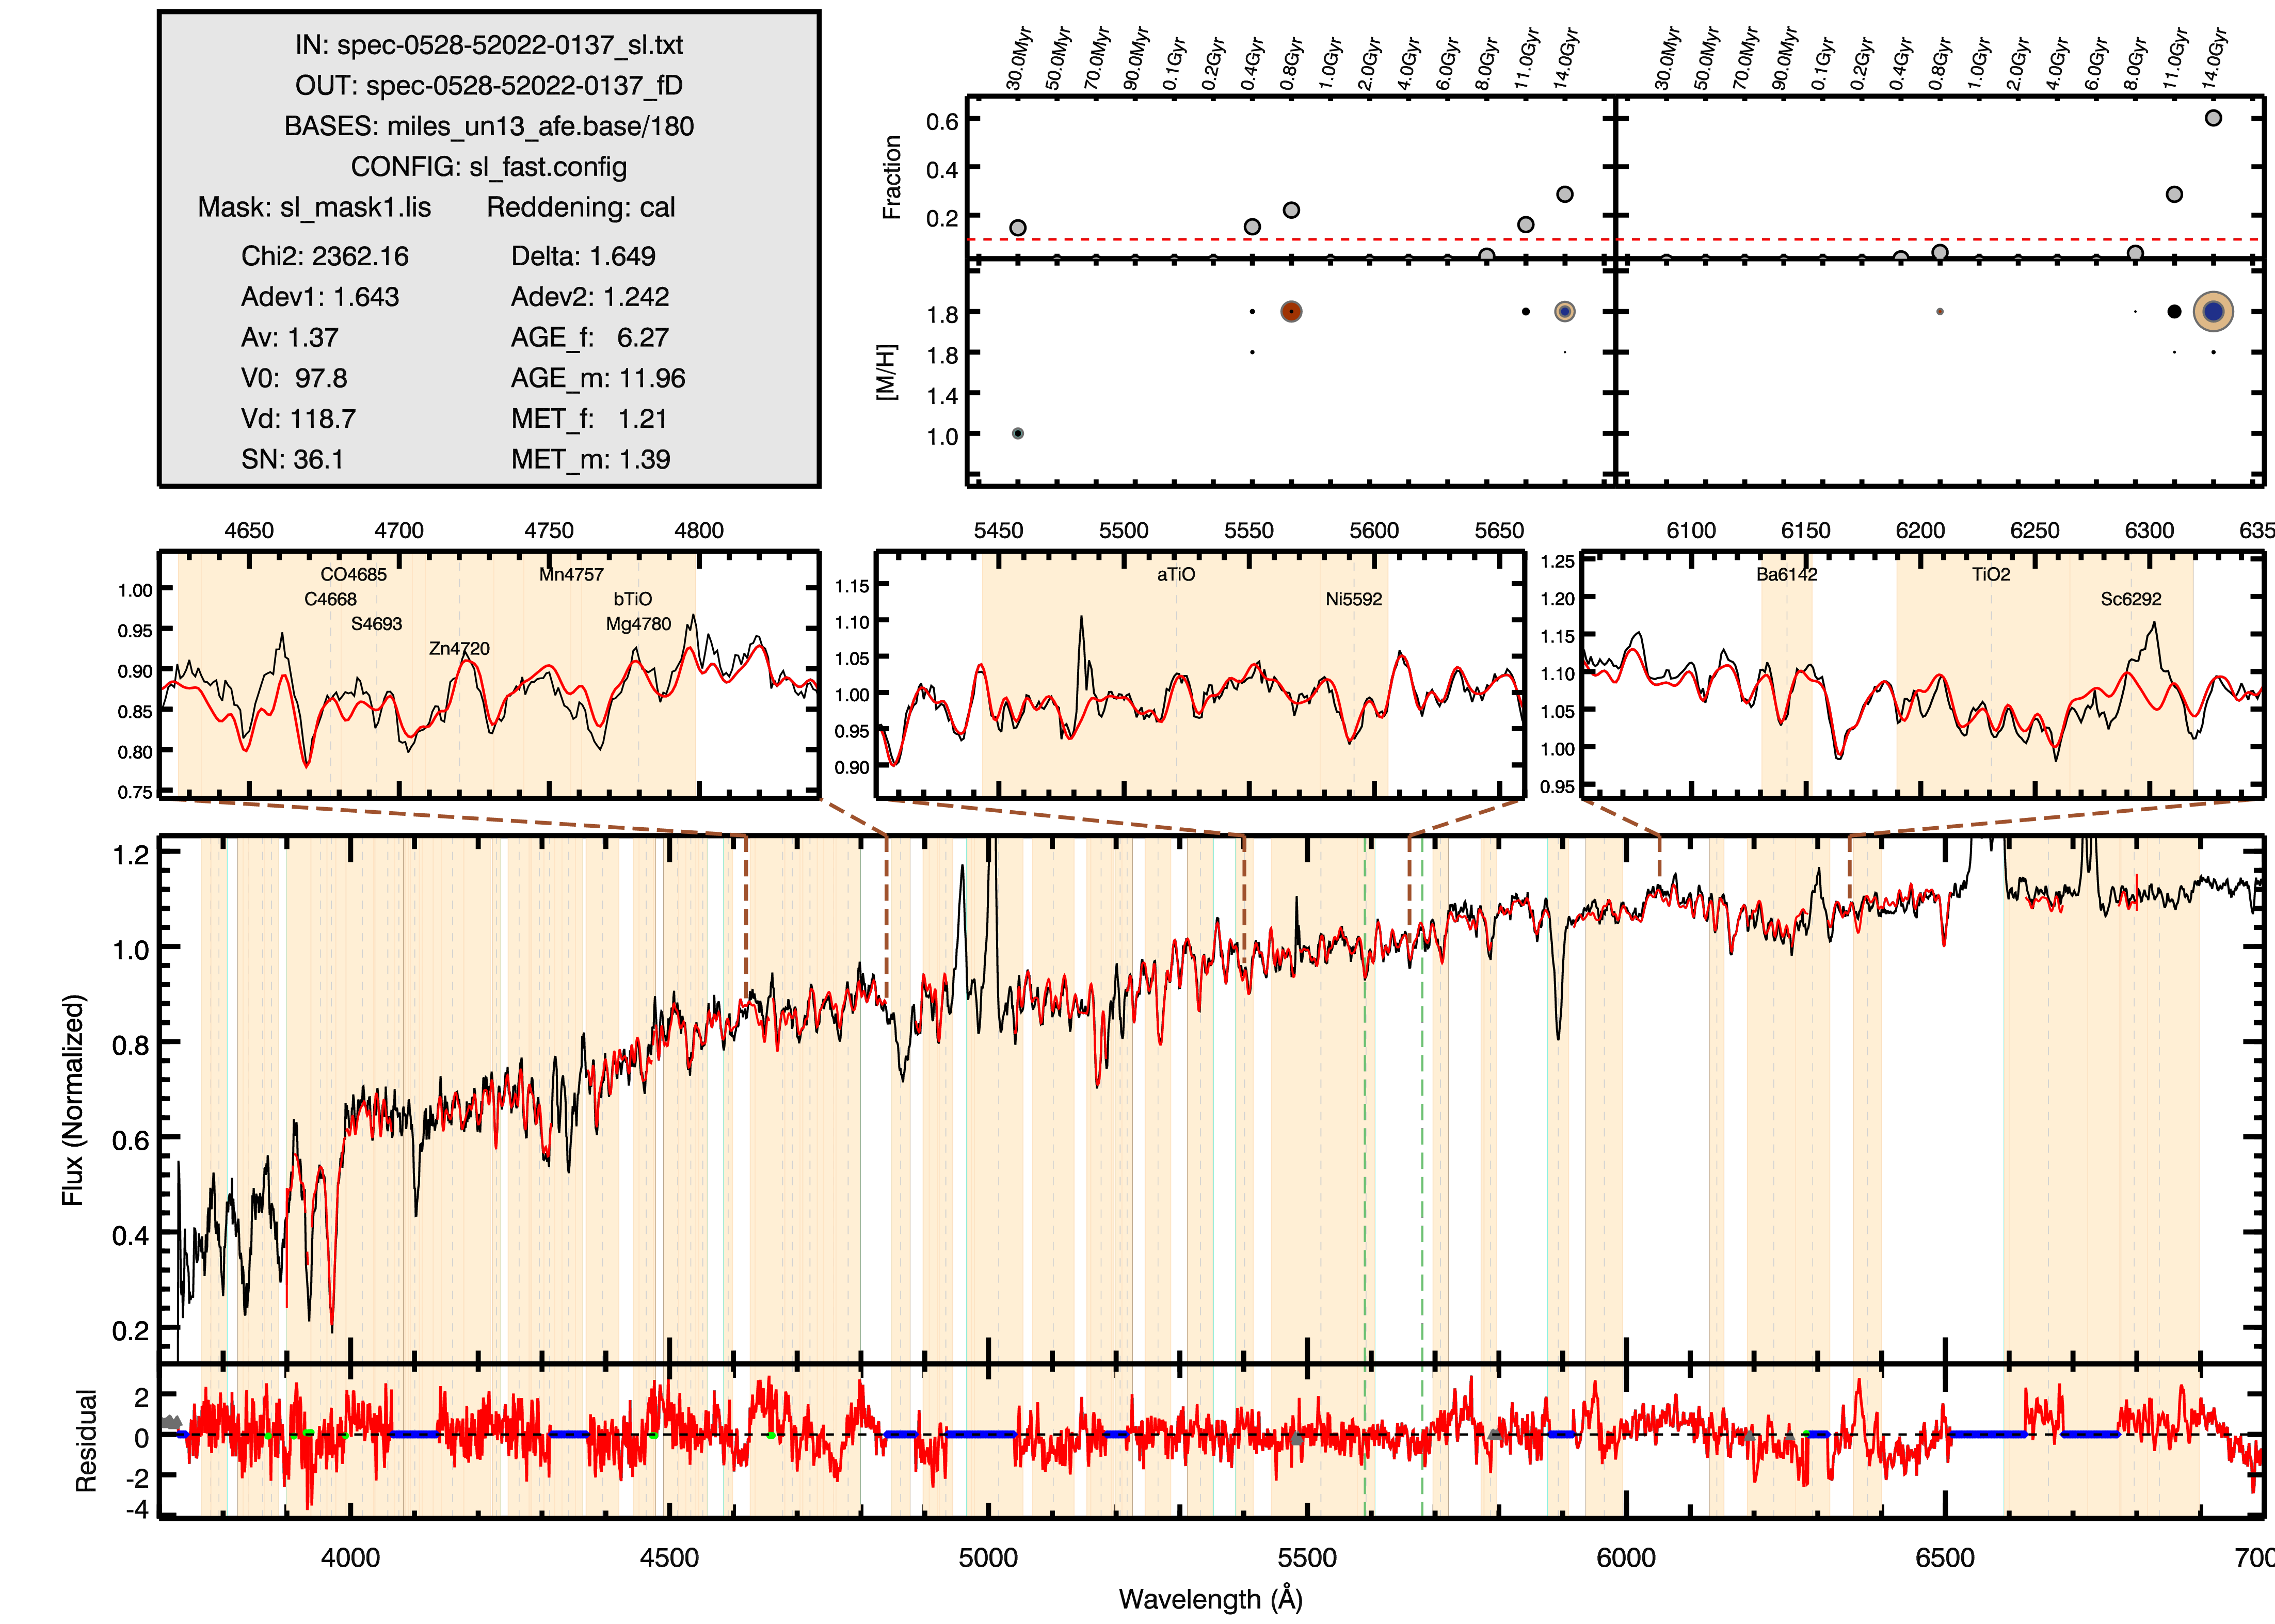 IN: spec-0528-52022-0137_sl.txt
OUT: spec-0528-52022-0137_fD
BASES: miles_un13_afe.base/180
CONFIG: sl_fast.config
Mask: sl_mask1.lis Reddening: cal
Chi2: 2362.16 Delta: 1.649
Adev1: 1.643 Adev2: 1.242
Av: 1.37 AGE_f: 6.27
V0: 97.8 AGE_m: 11.96
Vd: 118.7 MET_f: 1.21
SN: 36.1 MET_m: 1.39
30.0Myr 50.0Myr 70.0Myr 90.0Myr 0.1Gyr 0.2Gyr 0.4Gyr 0.8Gyr 1.0Gyr 2.0Gyr 4.0Gyr 6.0Gyr 8.0Gyr 11.0Gyr 14.0Gyr
30.0Myr 50.0Myr 70.0Myr 90.0Myr 0.1Gyr 0.2Gyr 0.4Gyr 0.8Gyr 1.0Gyr 2.0Gyr 4.0Gyr 6.0Gyr 8.0Gyr 11.0Gyr 14.0Gyr
Fraction
0.6
0.4
0.2
[M/H]
1.8
1.8
1.4
1.0
4650 4700 4750 4800
1.00
0.95
0.90
0.85
0.80
0.75
CO4685 Mn4757
C4668 bTiO
S4693 Mg4780
Zn4720
5450 5500 5550 5600 5650
1.15
1.10
1.05
1.00
0.95
0.90
aTiO
Ni5592
6100 6150 6200 6250 6300 635
1.25
1.20
1.15
1.10
1.05
1.00
0.95
Ba6142 TiO2
Sc6292
Flux (Normalized)
1.2
1.0
0.8
0.6
0.4
0.2
Residual
2
0
-2
-4
4000 4500 5000 5500 6000 6500 700
Wavelength (Å)